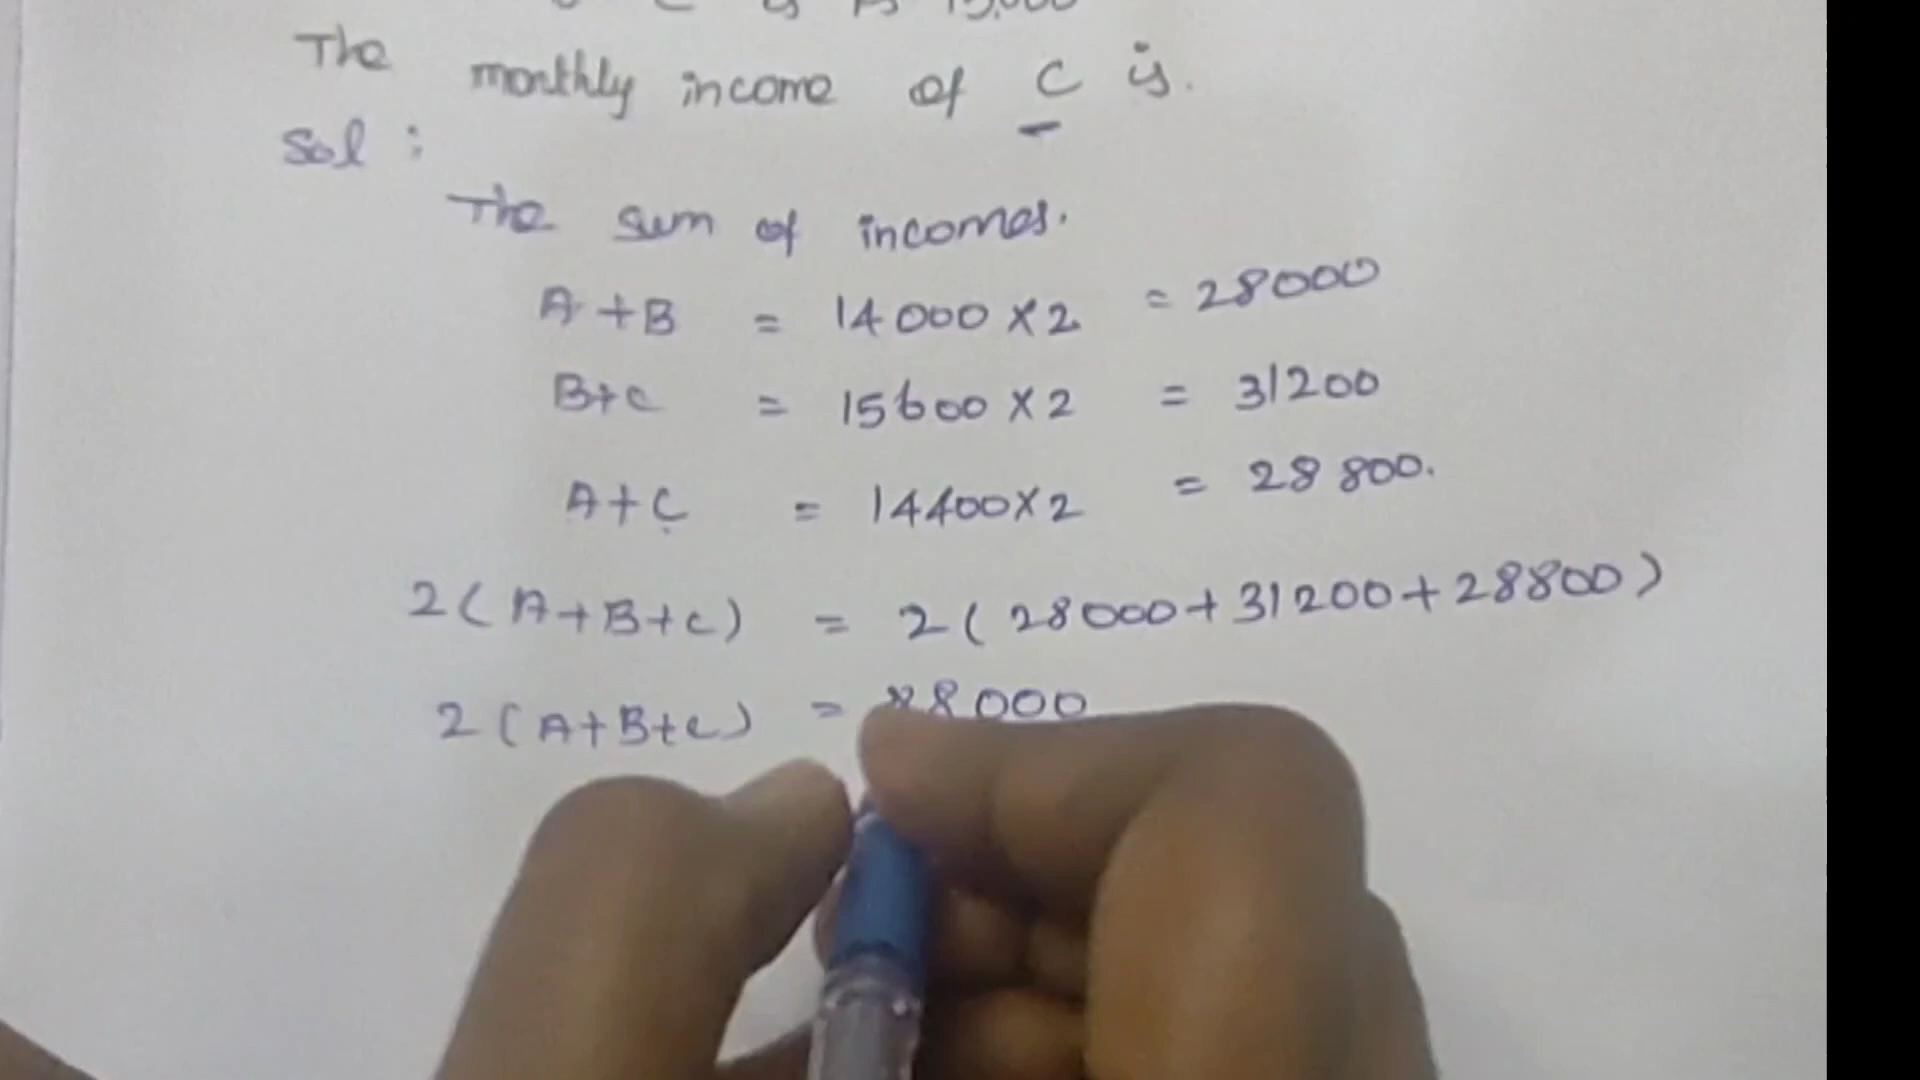 The monthly income of C is.
Sol :
The sum of incomes.
A+B = 14000×2 = 28000
B+C = 15600×2 = 31200
A+C = 14400×2 = 28800.
2(A+B+C) = 2(28000+31200+28800)
2(A+B+C) = 88000